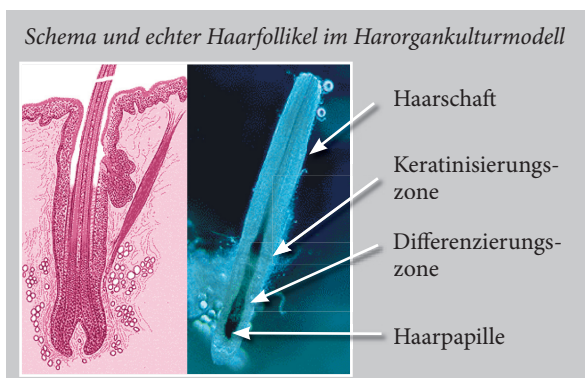 Schema und echter Haarfollikel im Harorgankulturmodell
Haarschaft
Keratinisierungs-
zone
Differenzierungs-
zone
Haarpapille